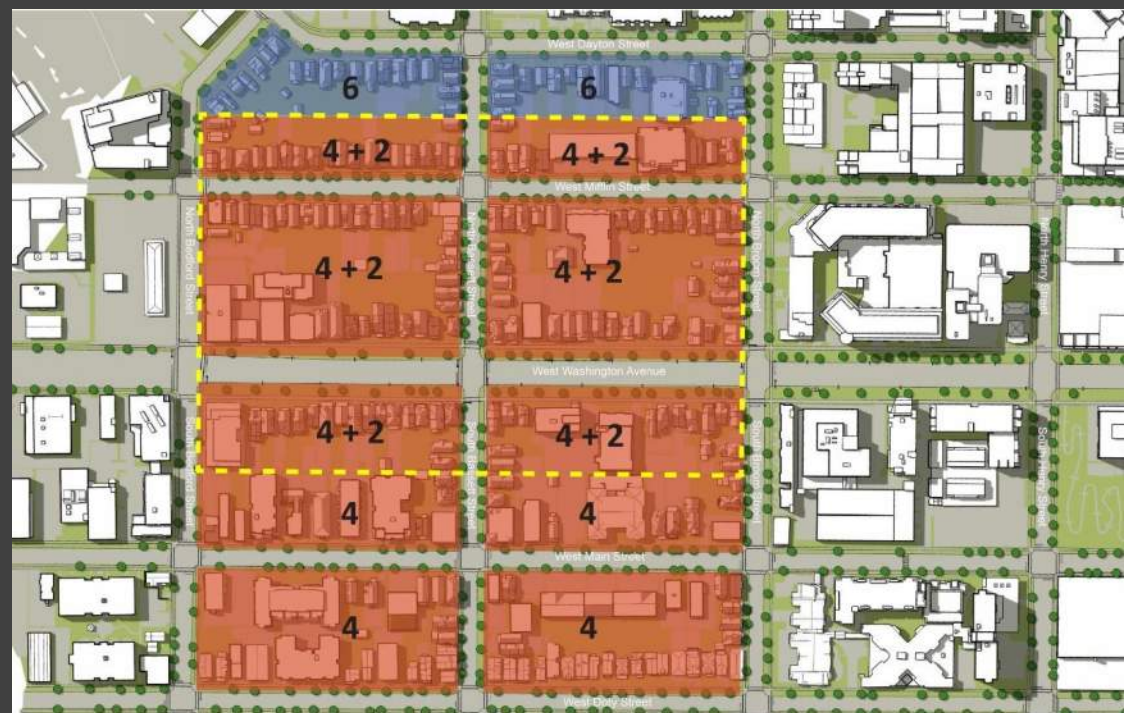 West Dayton Street
6
6
4 + 2
4 + 2
West Mifflin Street
North Bedford Street
North Bassett Street
North Broom Street
North Henry Street
4 + 2
4 + 2
West Washington Avenue
4 + 2
4 + 2
South Bedford Street
South Bassett Street
South Broom Street
South Henry Street
4
4
West Main Street
4
4
West Doty Street